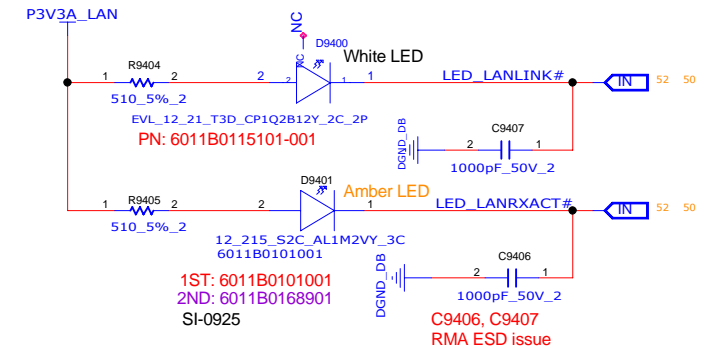 P3V3A_LAN
NC
D9400
White LED
NC
R9404
1 2 2 2 1 1 LED_LANLINK# IN 52 50
510_5%_2
EVL_12_21_T3D_CP1Q2B12Y_2C_2P
PN: 6011B0115101-001
DGND_DB
C9407
2 1
1000pF_50V_2
D9401
Amber LED
R9405
1 2 2 1 LED_LANRXACT# IN 52 50
510_5%_2
12_215_S2C_AL1M2VY_3C
6011B0101001
1ST: 6011B0101001
2ND: 6011B0168901
SI-0925
DGND_DB
C9406
2 1
1000pF_50V_2
C9406, C9407
RMA ESD issue